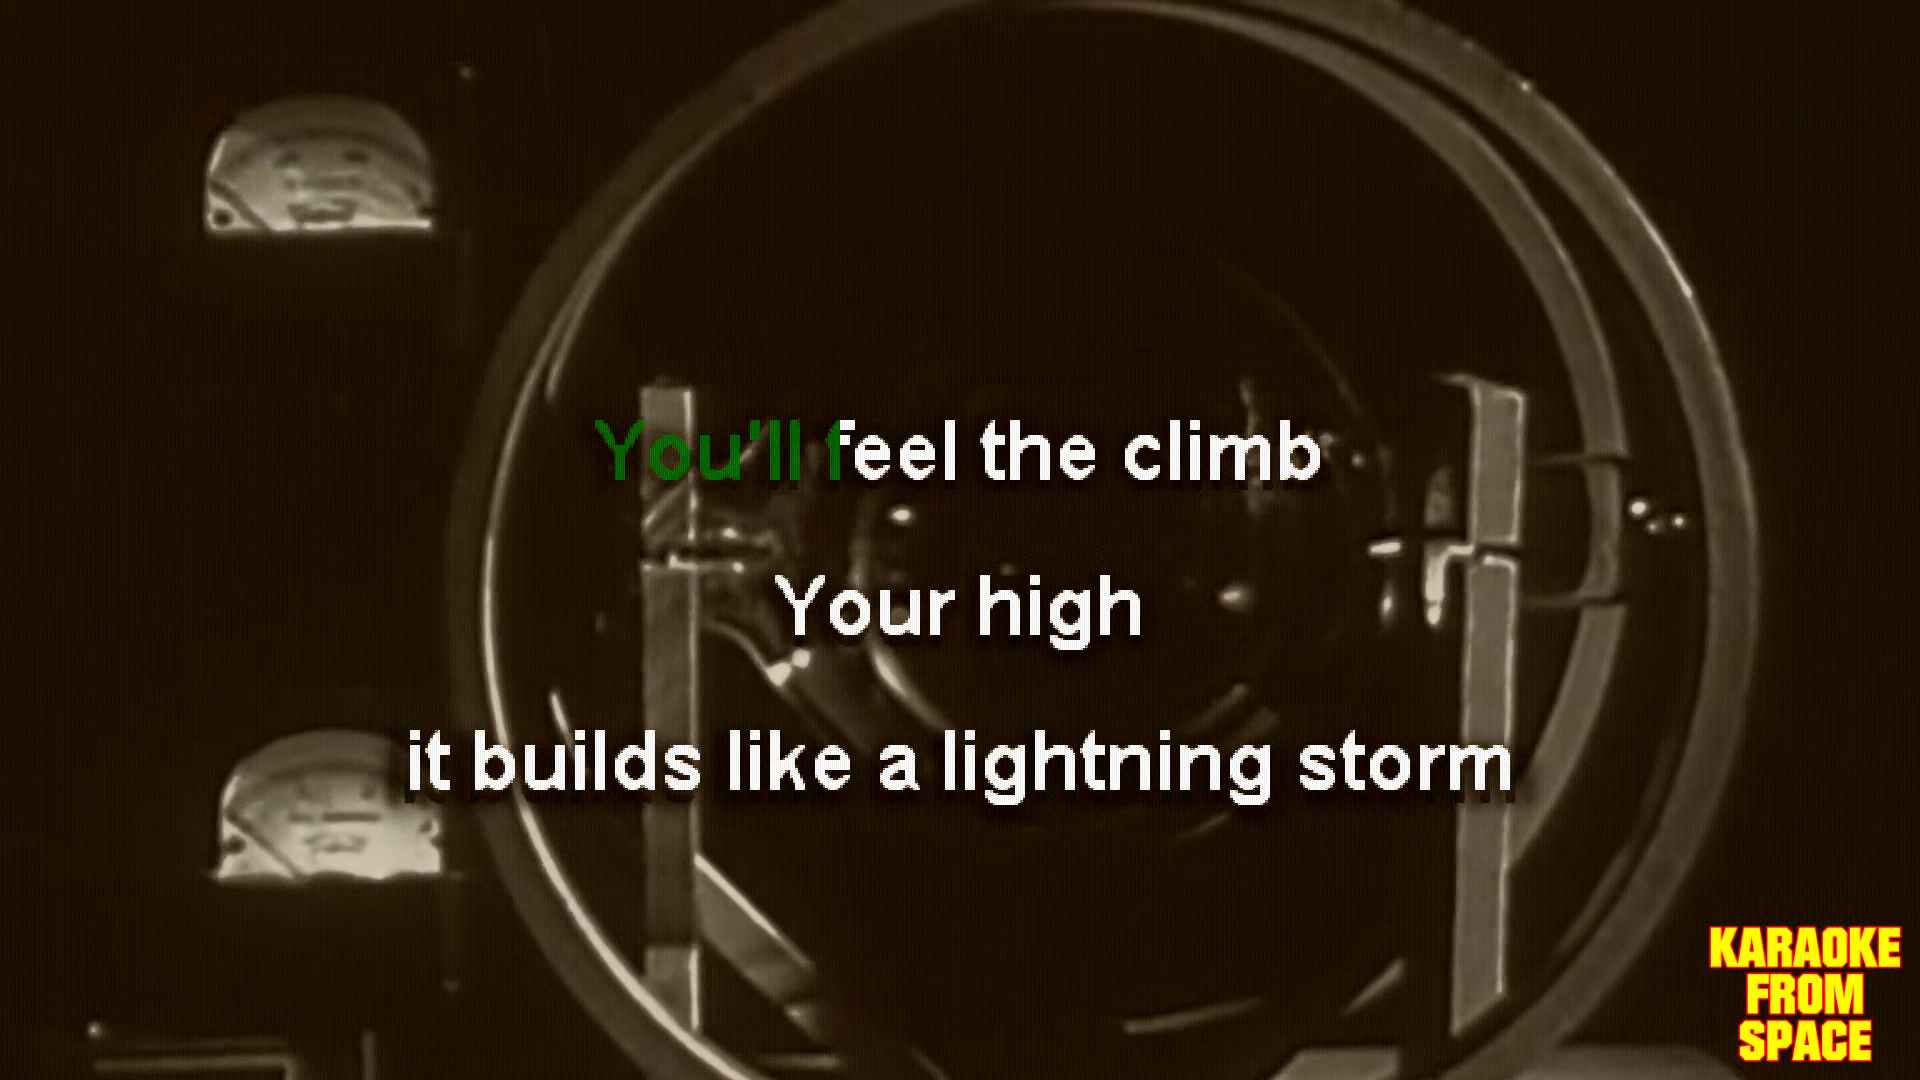 You'll feel the climb
Your high
it builds like a lightning storm
KARAOKE
FROM
SPACE